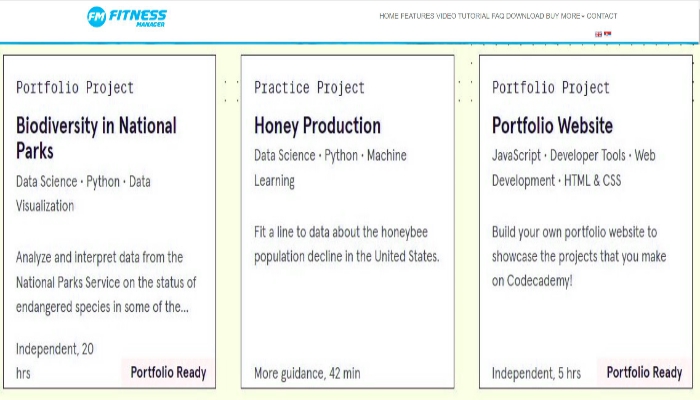 FM FITNESS
MANAGER
HOME FEATURES VIDEO TUTORIAL FAQ DOWNLOAD BUY MORE CONTACT
Portfolio Project
Biodiversity in National
Parks
Data Science • Python • Data
Visualization
Analyze and interpret data from the
National Parks Service on the status of
endangered species in some of the...
Independent, 20
hrs
Portfolio Ready
Practice Project
Honey Production
Data Science • Python • Machine
Learning
Fit a line to data about the honeybee
population decline in the United States.
More guidance, 42 min
Portfolio Project
Portfolio Website
JavaScript • Developer Tools • Web
Development • HTML & CSS
Build your own portfolio website to
showcase the projects that you make
on Codecademy!
Independent, 5 hrs
Portfolio Ready